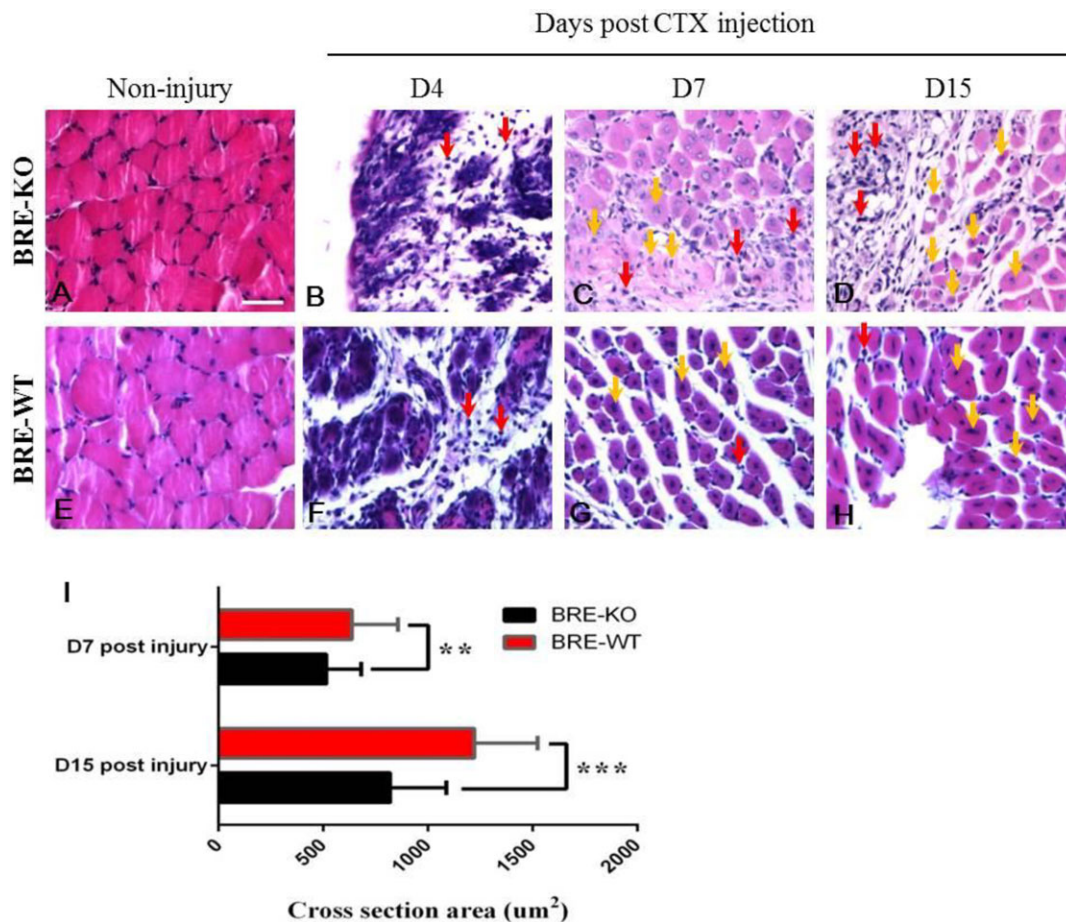 Days post CTX injection
Non-injury D4 D7 D15
BRE-KO
A B C D
BRE-WT
E F G H
I
BRE-KO
BRE-WT
D7 post injury
**
D15 post injury
***
0 500 1000 1500 2000
Cross section area (um²)